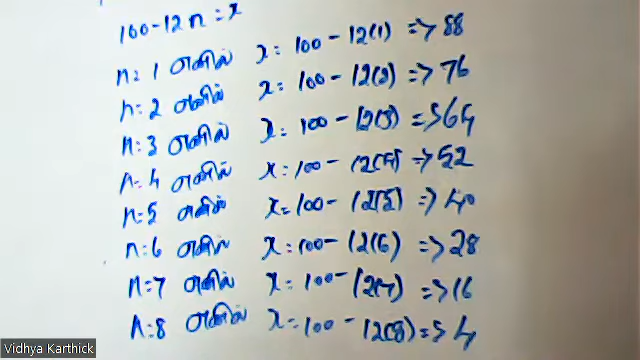 100-12n = x
n=1 எனில் x= 100 - 12(1) => 88
n=2 எனில் x= 100 - 12(2) => 76
n=3 எனில் x= 100 - 12(3) => 64
n=4 எனில் x=100 - 12(4) => 52
n=5 எனில் x=100 - 12(5) => 40
n=6 எனில் x=100 - 12(6) => 28
n=7 எனில் x=100 - 12(7) => 16
n=8 எனில் x=100 - 12(8) => 4
Vidhya Karthick